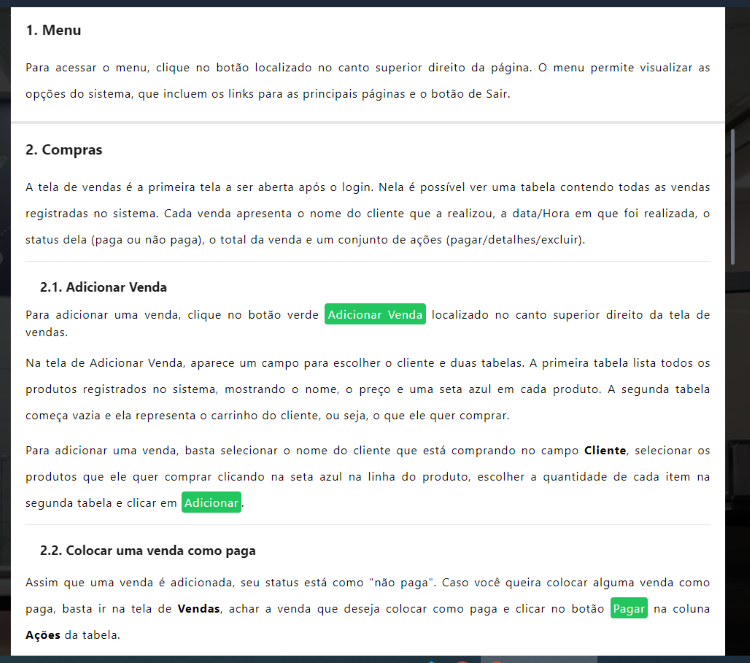 1. Menu
Para acessar o menu, clique no botão localizado no canto superior direito da página. O menu permite visualizar as
opções do sistema, que incluem os links para as principais páginas e o botão de Sair.
2. Compras
A tela de vendas é a primeira tela a ser aberta após o login. Nela é possível ver uma tabela contendo todas as vendas
registradas no sistema. Cada venda apresenta o nome do cliente que a realizou, a data/Hora em que foi realizada, o
status dela (paga ou não paga), o total da venda e um conjunto de ações (pagar/detalhes/excluir).
2.1. Adicionar Venda
Para adicionar uma venda, clique no botão verde Adicionar Venda localizado no canto superior direito da tela de
vendas.
Na tela de Adicionar Venda, aparece um campo para escolher o cliente e duas tabelas. A primeira tabela lista todos os
produtos registrados no sistema, mostrando o nome, o preço e uma seta azul em cada produto. A segunda tabela
começa vazia e ela representa o carrinho do cliente, ou seja, o que ele quer comprar.
Para adicionar uma venda, basta selecionar o nome do cliente que está comprando no campo Cliente, selecionar os
produtos que ele quer comprar clicando na seta azul na linha do produto, escolher a quantidade de cada item na
segunda tabela e clicar em Adicionar.
2.2. Colocar uma venda como paga
Assim que uma venda é adicionada, seu status está como "não paga". Caso você queira colocar alguma venda como
paga, basta ir na tela de Vendas, achar a venda que deseja colocar como paga e clicar no botão Pagar na coluna
Ações da tabela.